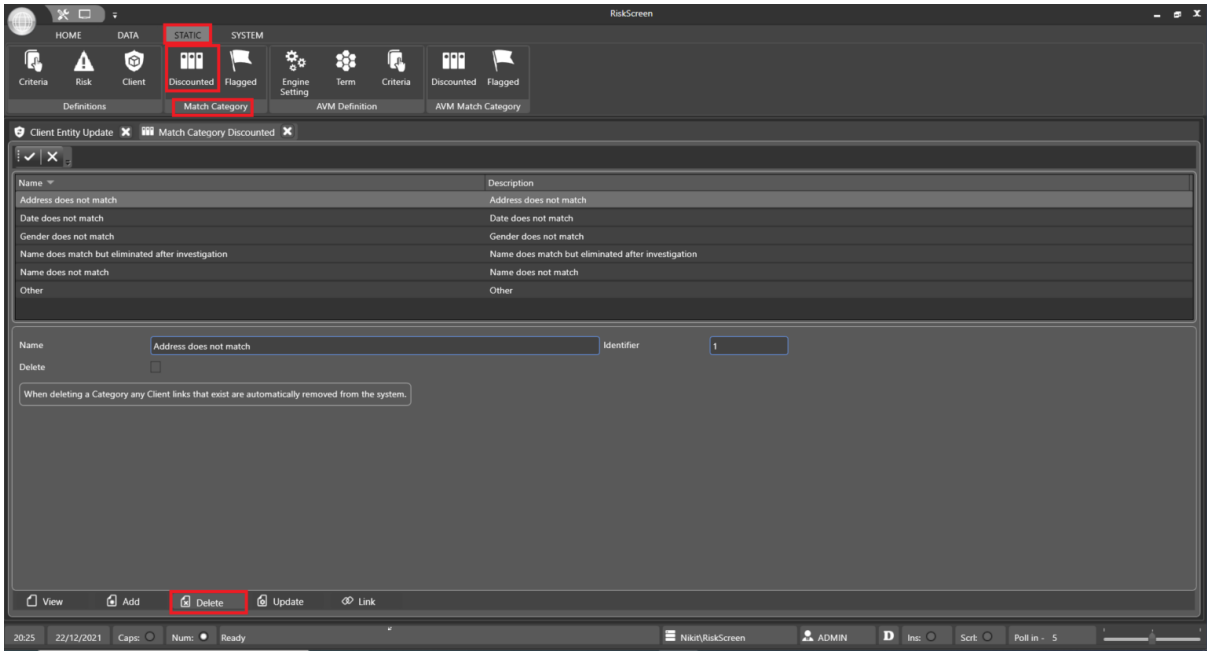 RiskScreen
HOME DATA STATIC SYSTEM
Criteria Risk Client Discounted Flagged Engine Setting Term Criteria Discounted Flagged
Definitions Match Category AVM Definition AVM Match Category
Client Entity Update Match Category Discounted
Name Description
Address does not match Address does not match
Date does not match Date does not match
Gender does not match Gender does not match
Name does match but eliminated after investigation Name does match but eliminated after investigation
Name does not match Name does not match
Other Other
Name Address does not match Identifier 1
Delete
When deleting a Category any Client links that exist are automatically removed from the system.
View Add Delete Update Link
20:25 22/12/2021 Caps: Num: Ready Nikit\RiskScreen ADMIN D Ins: Scrl: Poll in - 5